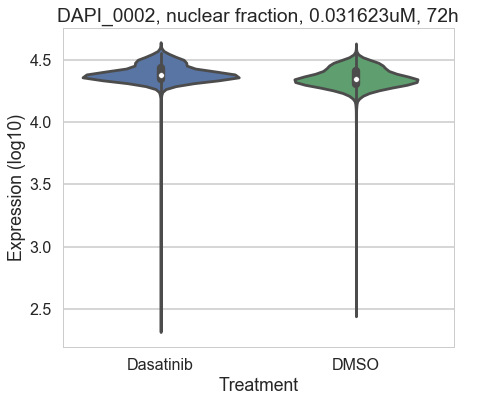 DAPI_0002, nuclear fraction, 0.031623uM, 72h
4.5
4.0
3.5
3.0
2.5
Expression (log10)
Dasatinib DMSO
Treatment